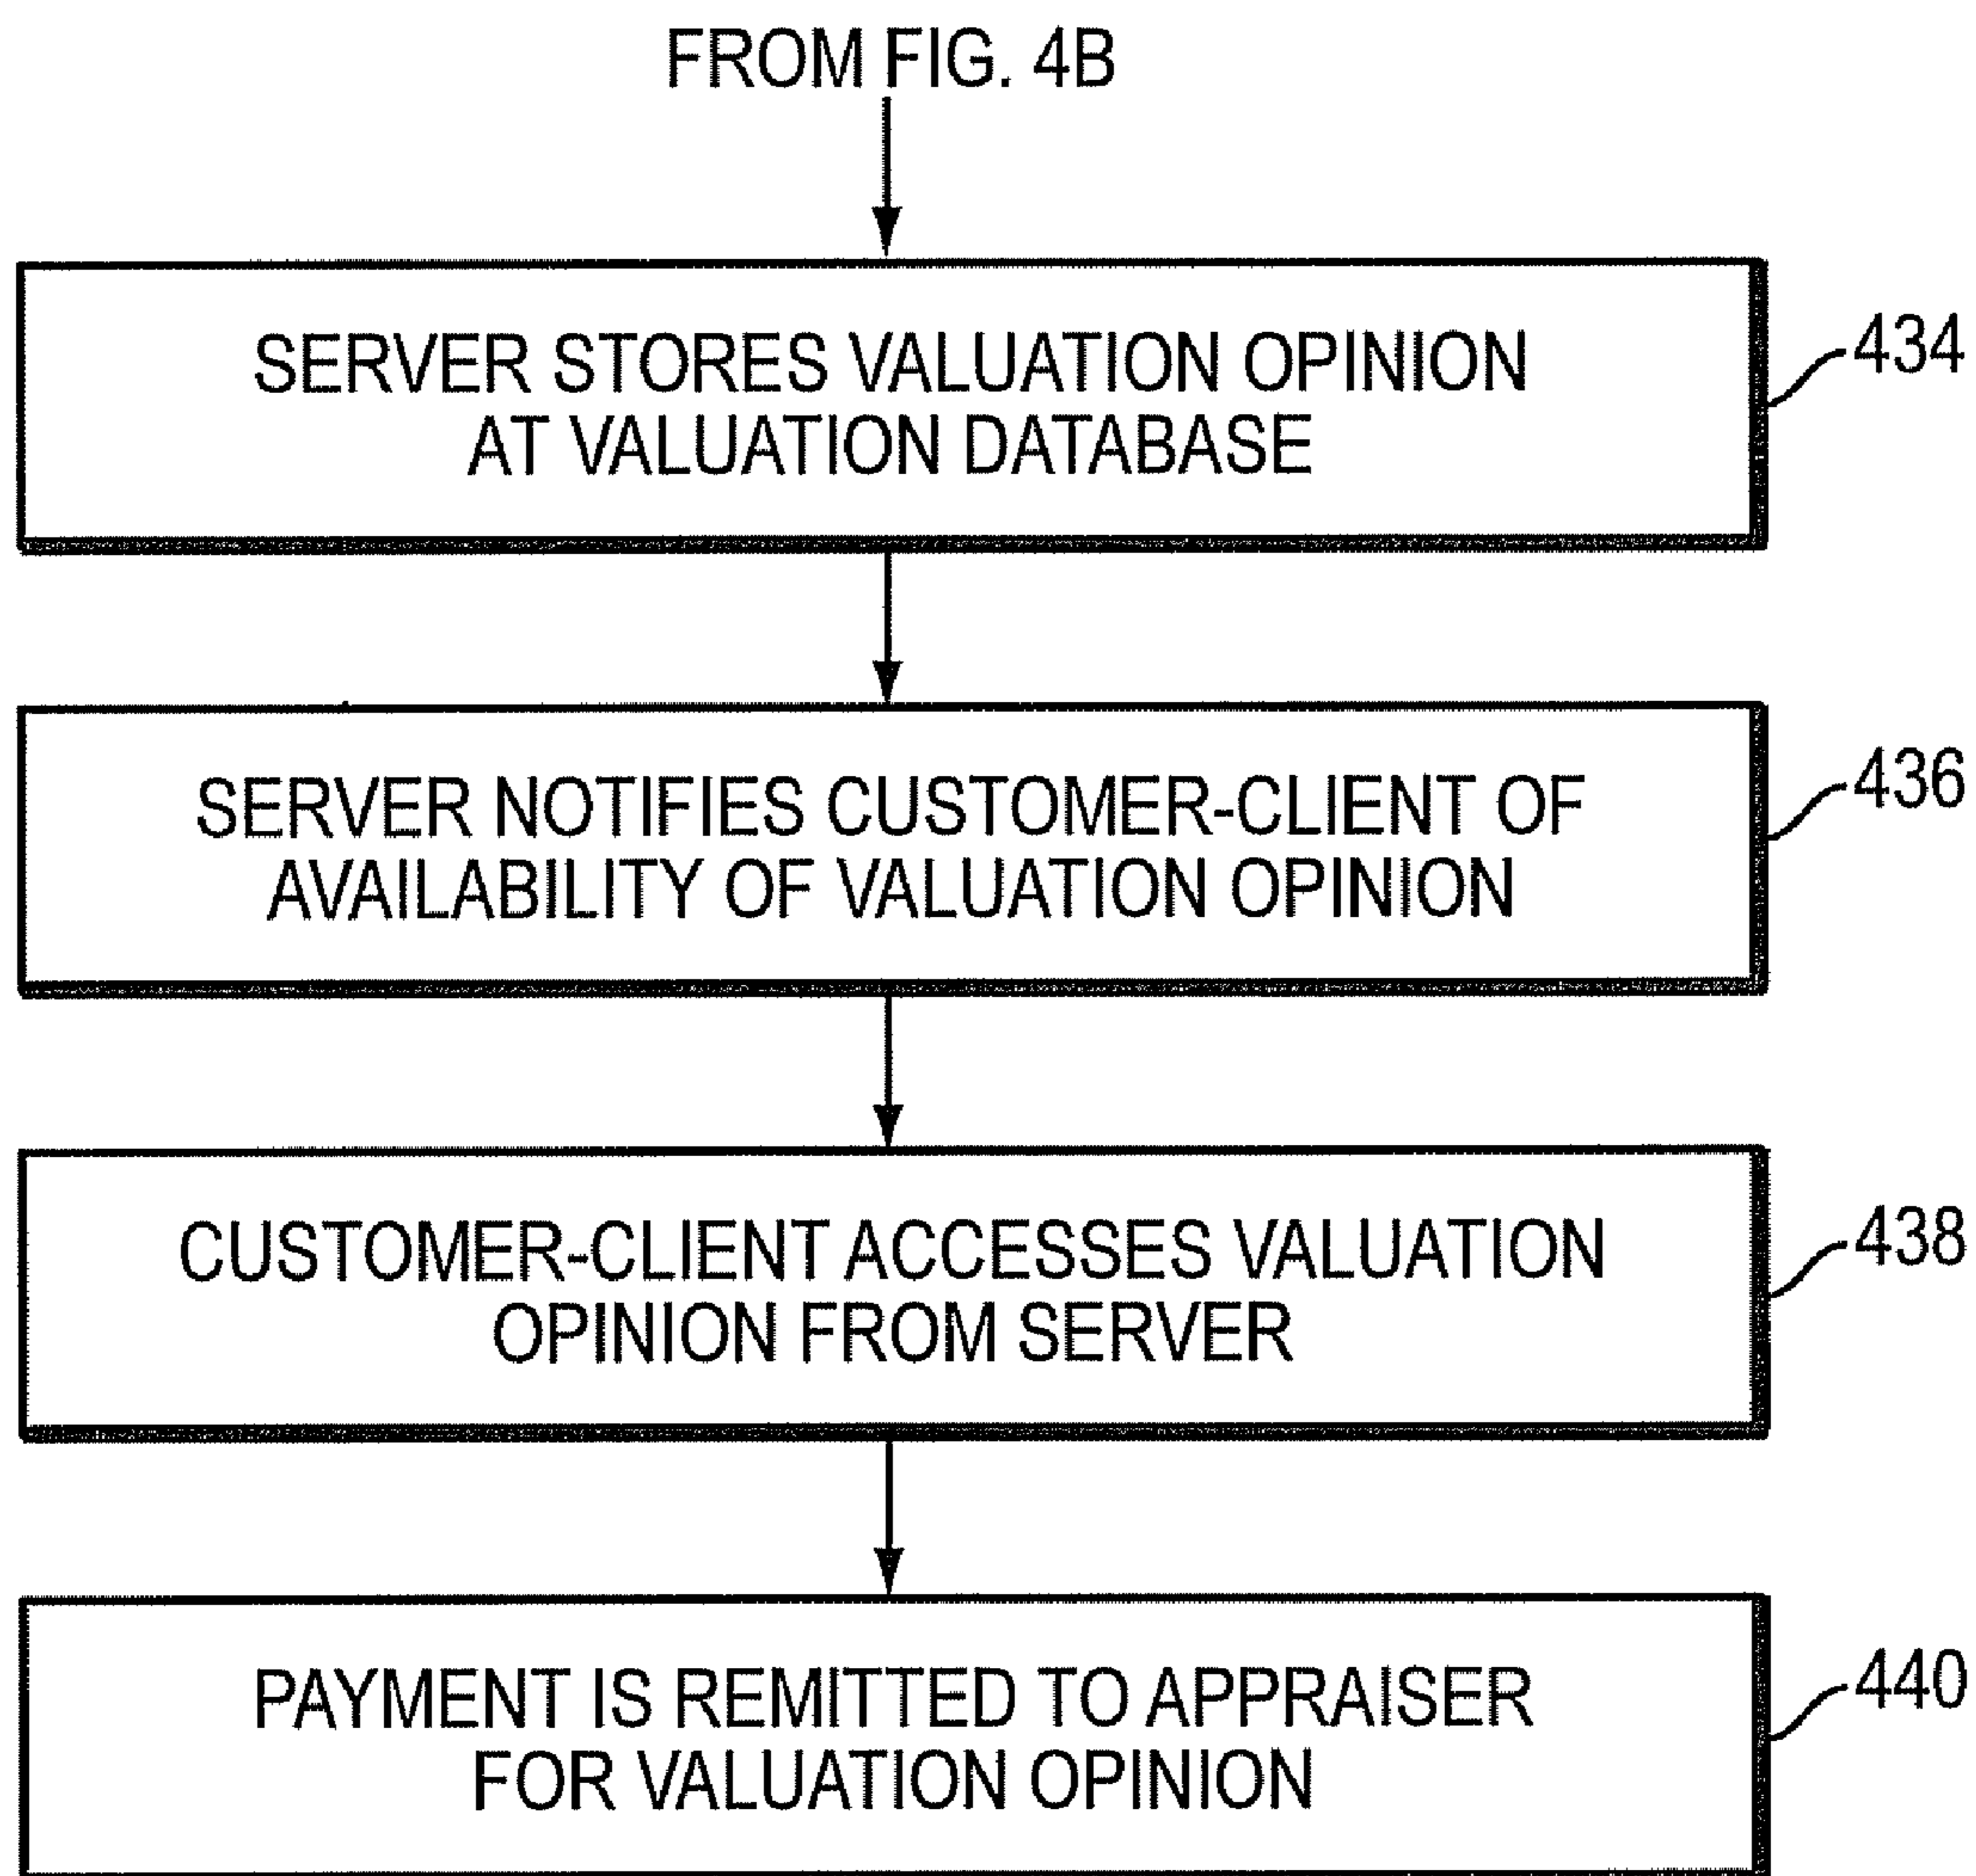 FROM FIG. 4B
SERVER STORES VALUATION OPINION
AT VALUATION DATABASE
434
SERVER NOTIFIES CUSTOMER-CLIENT OF
AVAILABILITY OF VALUATION OPINION
436
CUSTOMER-CLIENT ACCESSES VALUATION
OPINION FROM SERVER
438
PAYMENT IS REMITTED TO APPRAISER
FOR VALUATION OPINION
440